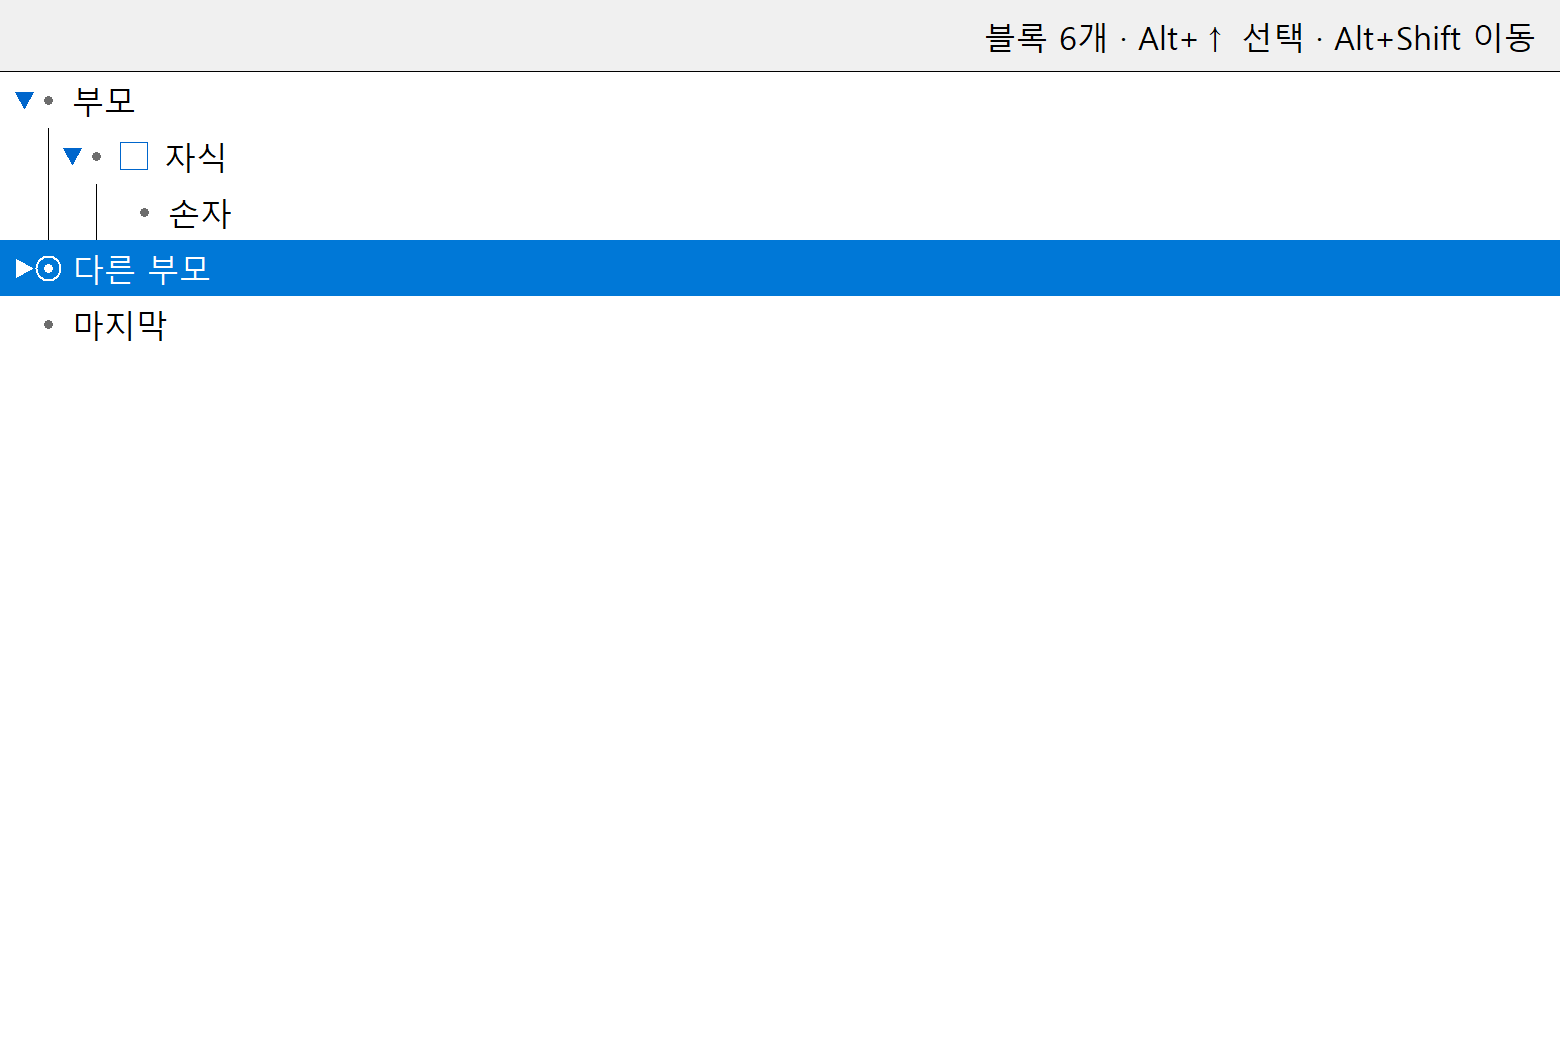 블록 6개 · Alt+↑ 선택 · Alt+Shift 이동
부모
자식
손자
다른 부모
마지막